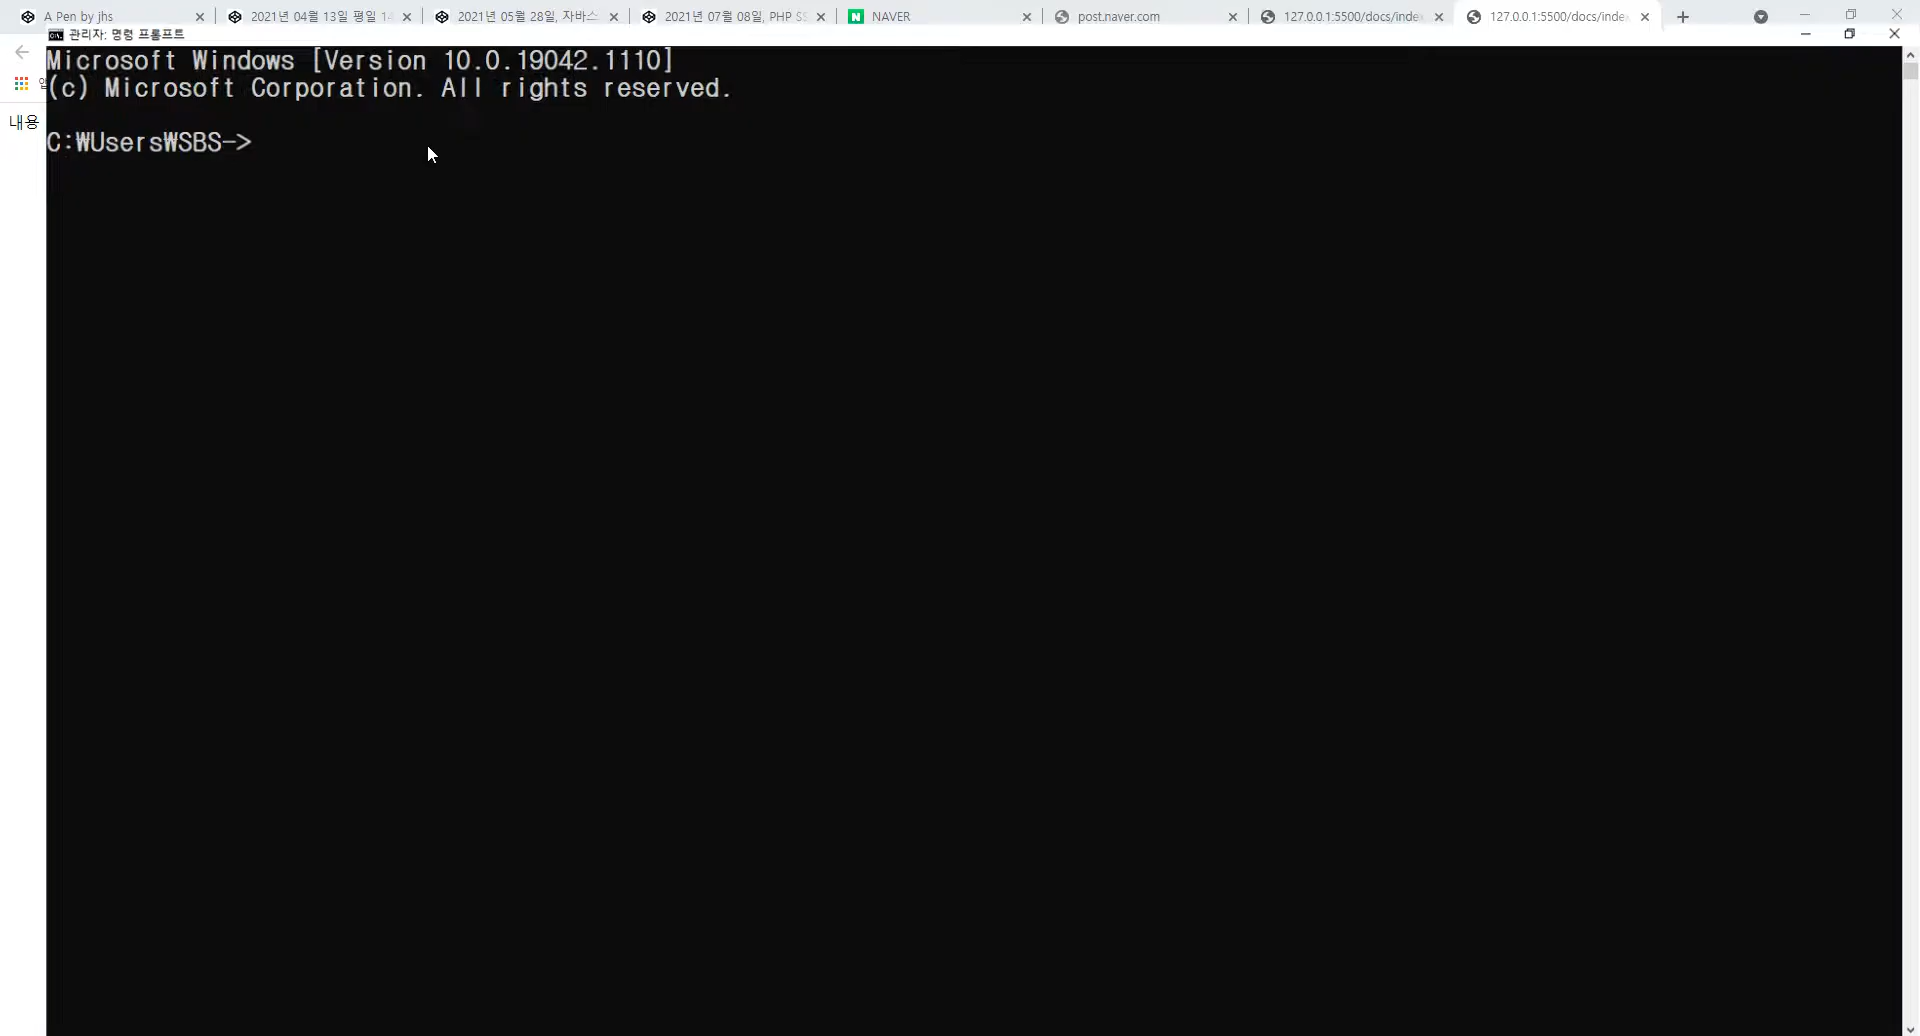 A Pen by jhs
2021년 04월 13일 평일 14
2021년 05월 28일, 자바스
2021년 07월 08일, PHP SS
NAVER
post.naver.com
127.0.0.1:5500/docs/index
127.0.0.1:5500/docs/index
관리자: 명령 프롬프트
Microsoft Windows [Version 10.0.19042.1110]
(c) Microsoft Corporation. All rights reserved.
내용
C:₩Users₩SBS->